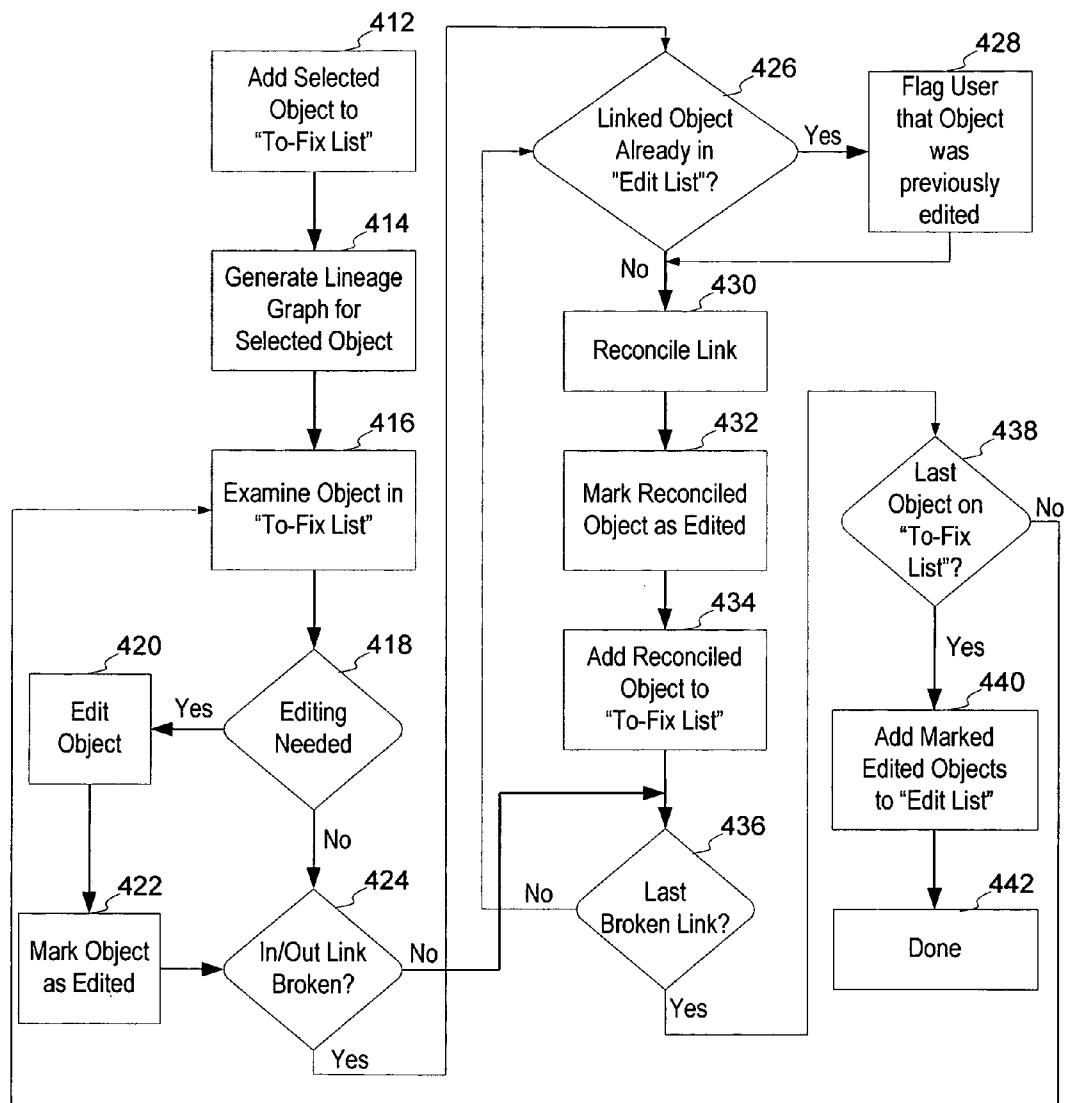 412
Add Selected
Object to
“To-Fix List”
414
Generate Lineage
Graph for
Selected Object
416
Examine Object in
“To-Fix List”
418
Editing
Needed
Yes
No
420
Edit
Object
422
Mark Object
as Edited
424
In/Out Link
Broken?
No
Yes
426
Linked Object
Already in
"Edit List"?
Yes
No
428
Flag User
that Object
was
previously
edited
430
Reconcile Link
432
Mark Reconciled
Object as Edited
434
Add Reconciled
Object to
“To-Fix List”
436
Last
Broken Link?
No
Yes
438
Last
Object on
“To-Fix
List”?
No
Yes
440
Add Marked
Edited Objects
to “Edit List”
442
Done